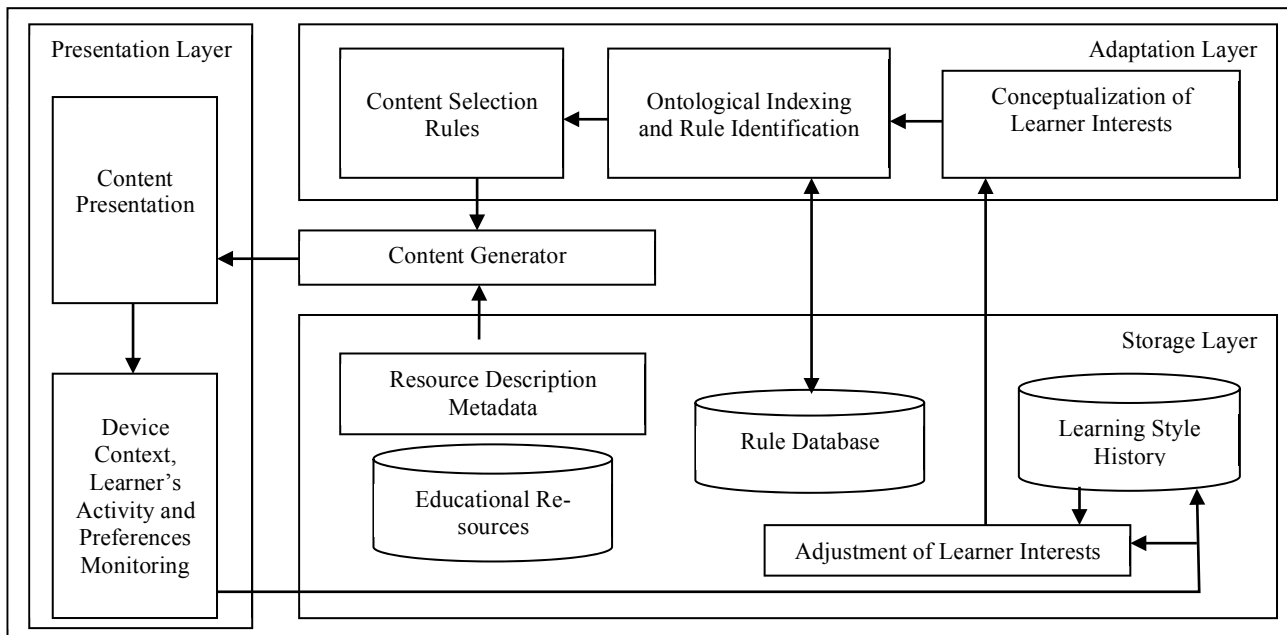 Presentation Layer
Content
Presentation
Device
Context,
Learner's
Activity and
Preferences
Monitoring
Adaptation Layer
Content Selection
Rules
Ontological Indexing
and Rule Identification
Conceptualization of
Learner Interests
Content Generator
Storage Layer
Resource Description
Metadata
Educational Re-
sources
Rule Database
Learning Style
History
Adjustment of Learner Interests